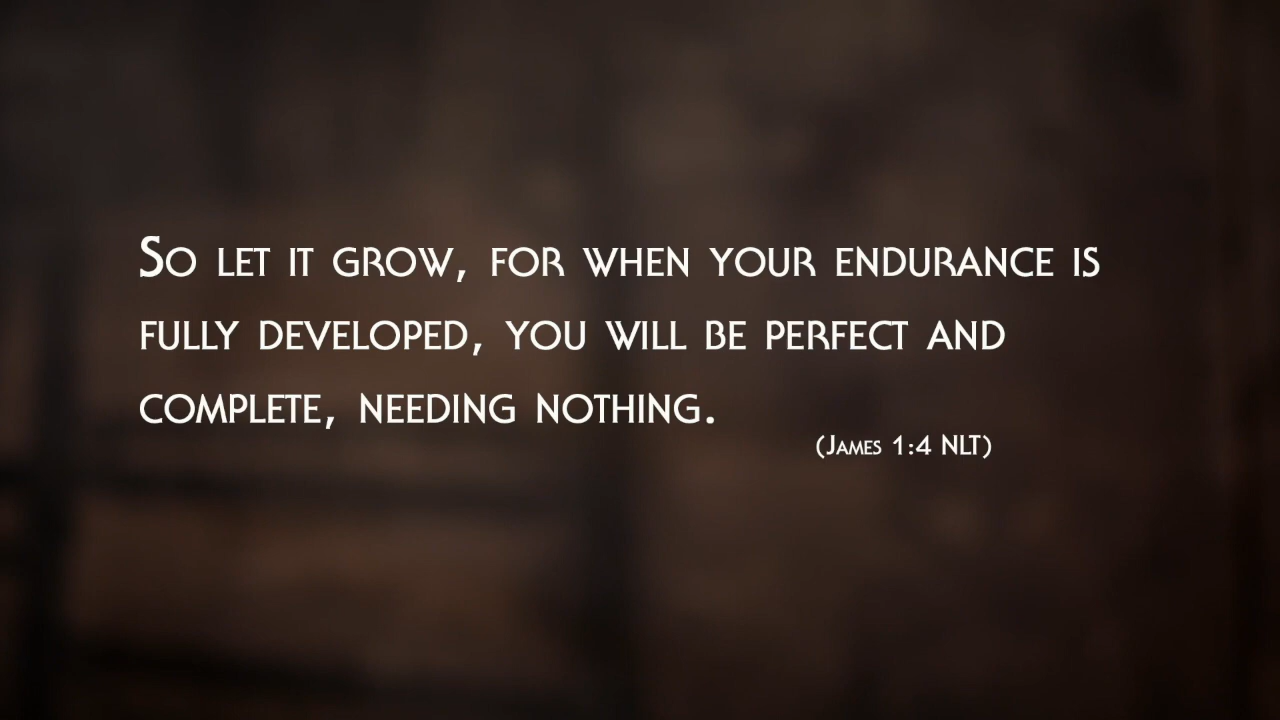 So let it grow, for when your endurance is
fully developed, you will be perfect and
complete, needing nothing.
(James 1:4 NLT)